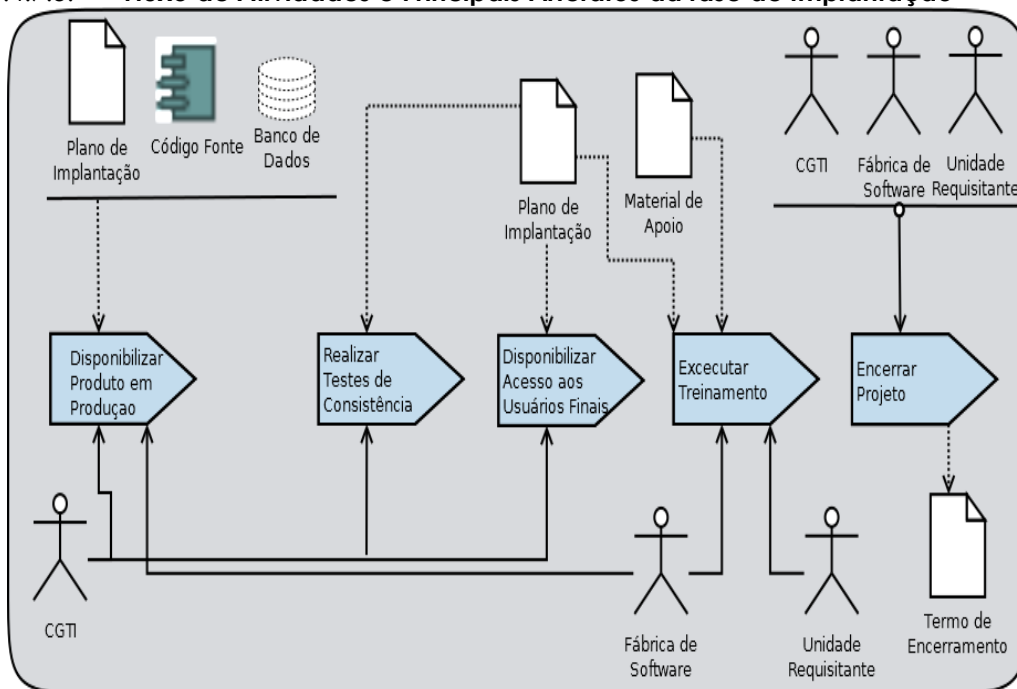 Plano de
Implantação
Código Fonte
Banco de
Dados
Plano de
Implantação
Material de
Apoio
CGTI
Fábrica de
Software
Unidade
Requisitante
Disponibilizar
Produto em
Produçao
Realizar
Testes de
Consistência
Disponibilizar
Acesso aos
Usuários Finais
Excecutar
Treinamento
Encerrar
Projeto
CGTI
Fábrica de
Software
Unidade
Requisitante
Termo de
Encerramento